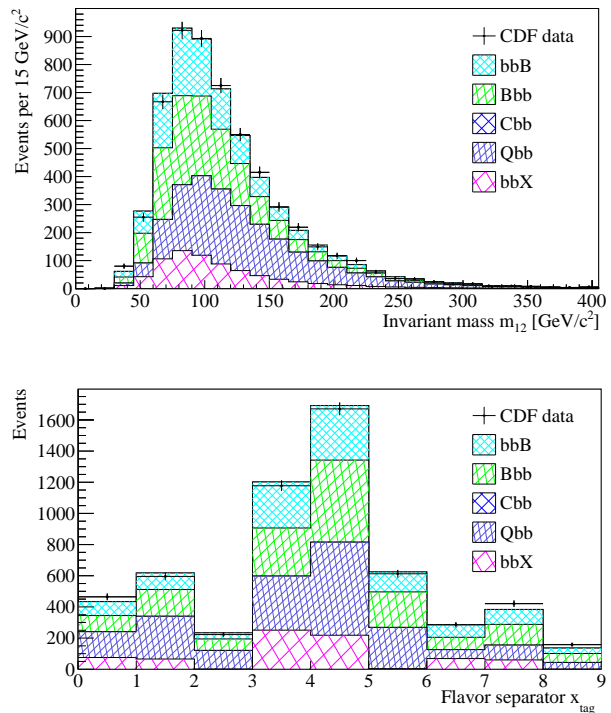 Events per 15 GeV/c²
900
800
700
600
500
400
300
200
100
0
CDF data
bbB
Bbb
Cbb
Qbb
bbX
0 50 100 150 200 250 300 350 400
Invariant mass m₁₂ [GeV/c²]
Events
1600
1400
1200
1000
800
600
400
200
0
CDF data
bbB
Bbb
Cbb
Qbb
bbX
0 1 2 3 4 5 6 7 8 9
Flavor separator x_tag